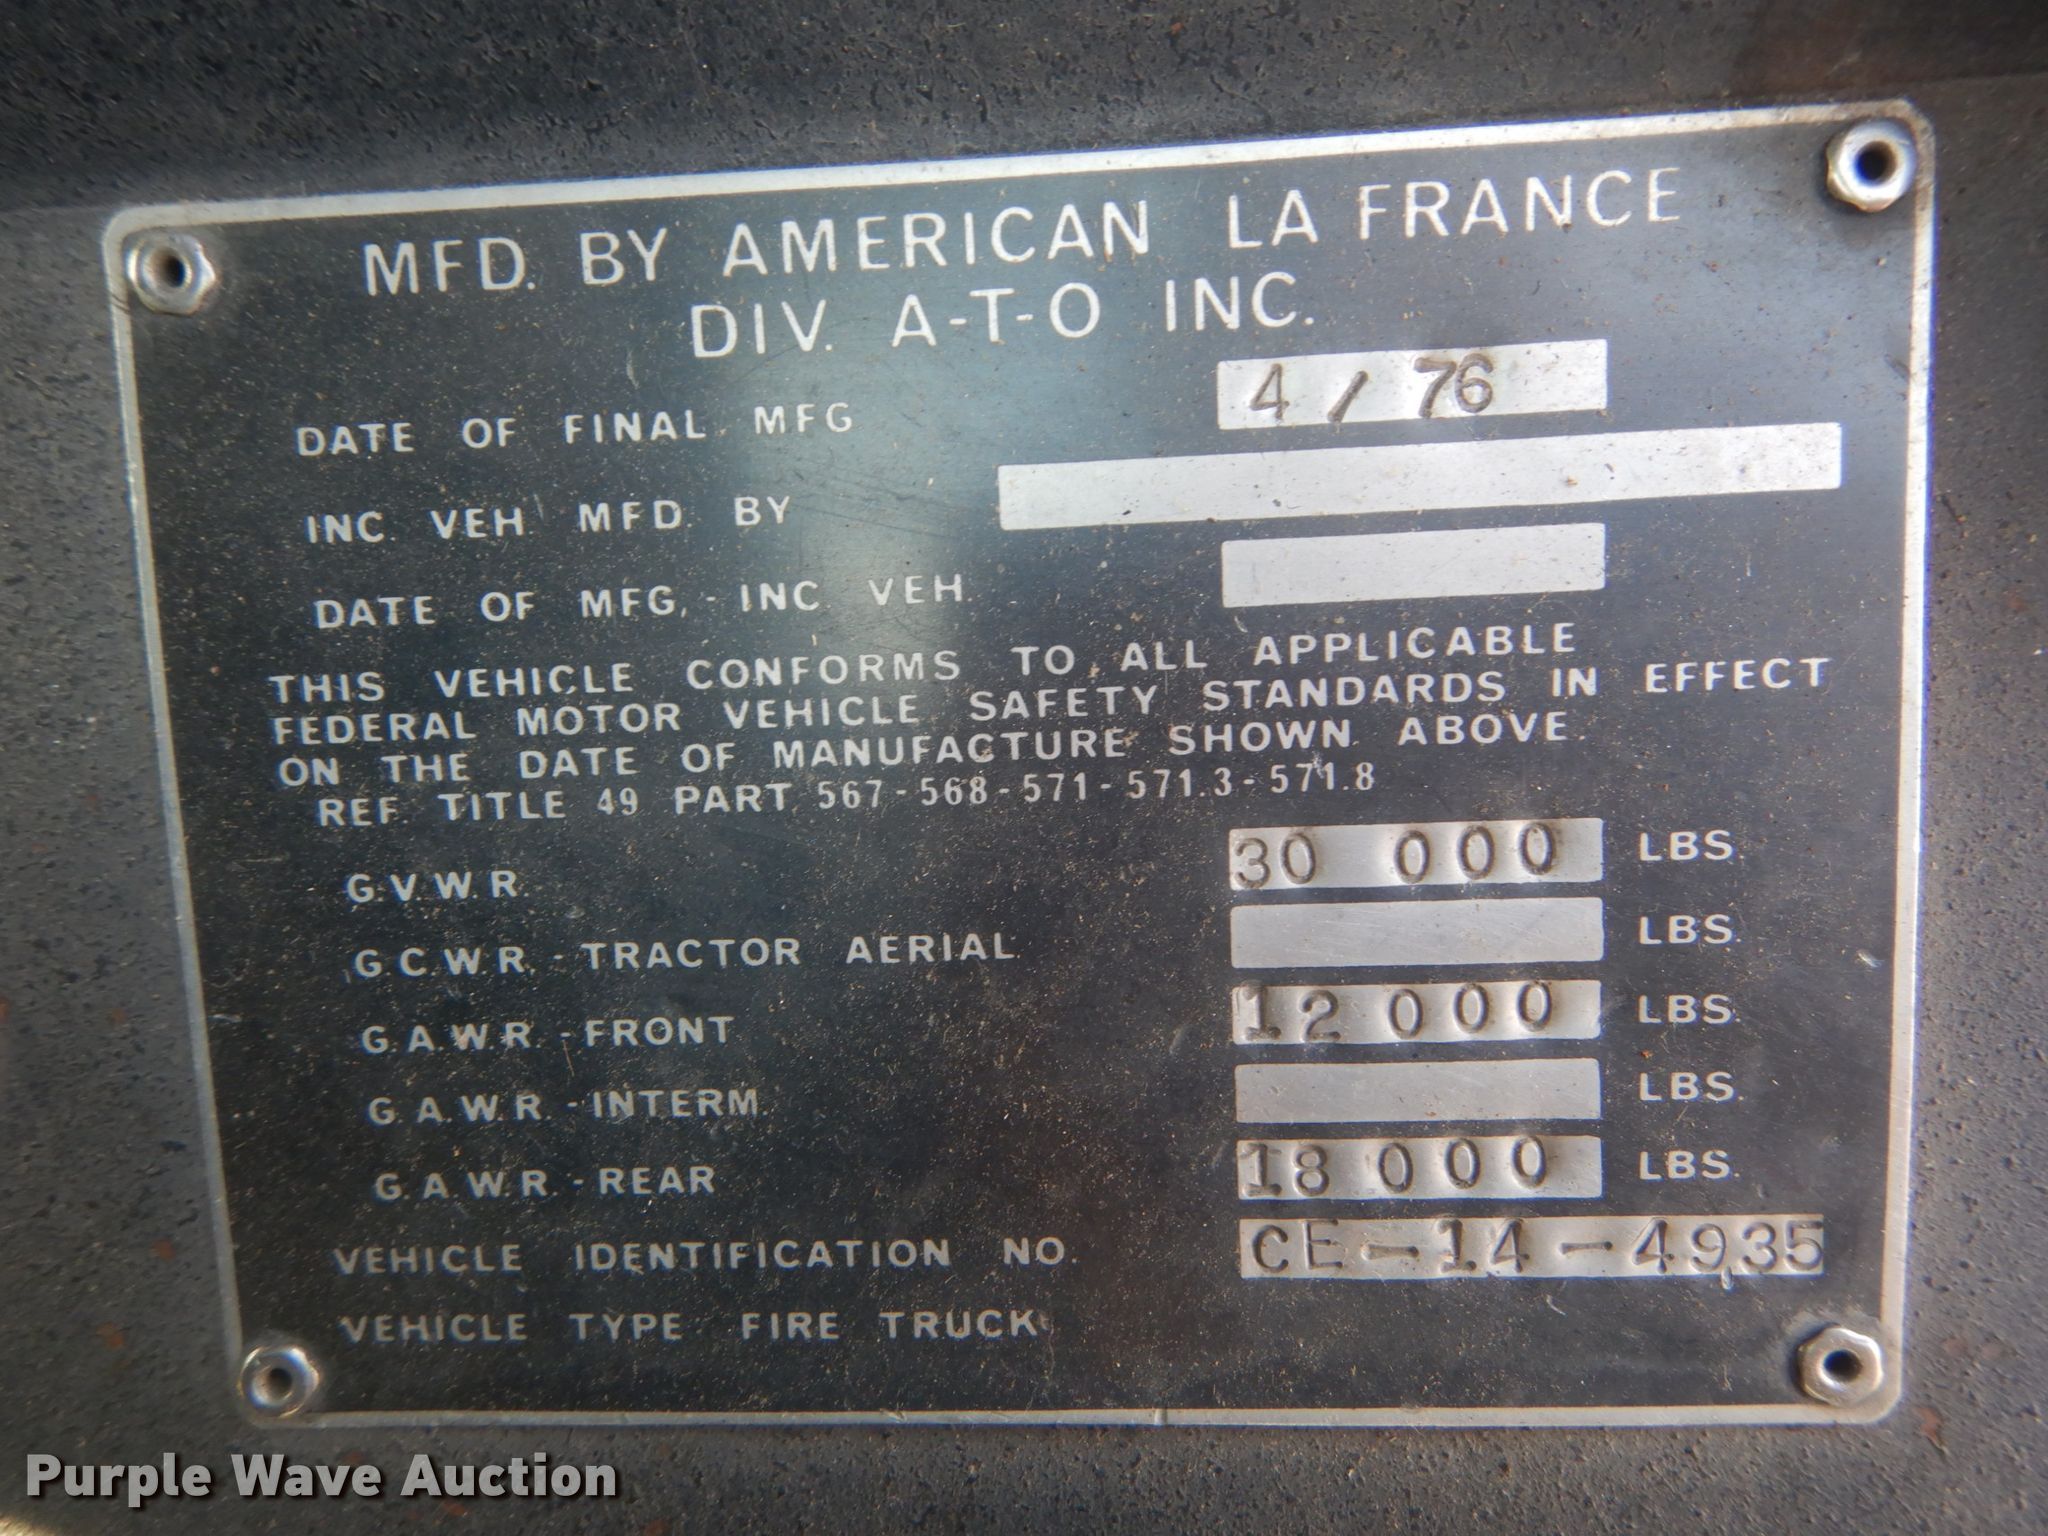 MFD. BY AMERICAN LA FRANCE
DIV. A-T-O INC.
DATE OF FINAL MFG 4 / 76
INC. VEH MFD. BY
DATE OF MFG. - INC. VEH.
THIS VEHICLE CONFORMS TO ALL APPLICABLE
FEDERAL MOTOR VEHICLE SAFETY STANDARDS IN EFFECT
ON THE DATE OF MANUFACTURE SHOWN ABOVE.
REF. TITLE 49 PART 567-568-571-571.3-571.8
G.V.W.R. 30 000 LBS.
G.C.W.R. - TRACTOR AERIAL LBS.
G.A.W.R. - FRONT 12 000 LBS.
G.A.W.R. - INTERM. LBS.
G.A.W.R. - REAR 18 000 LBS.
VEHICLE IDENTIFICATION NO. CE-14-4935
VEHICLE TYPE FIRE TRUCK
Purple Wave Auction